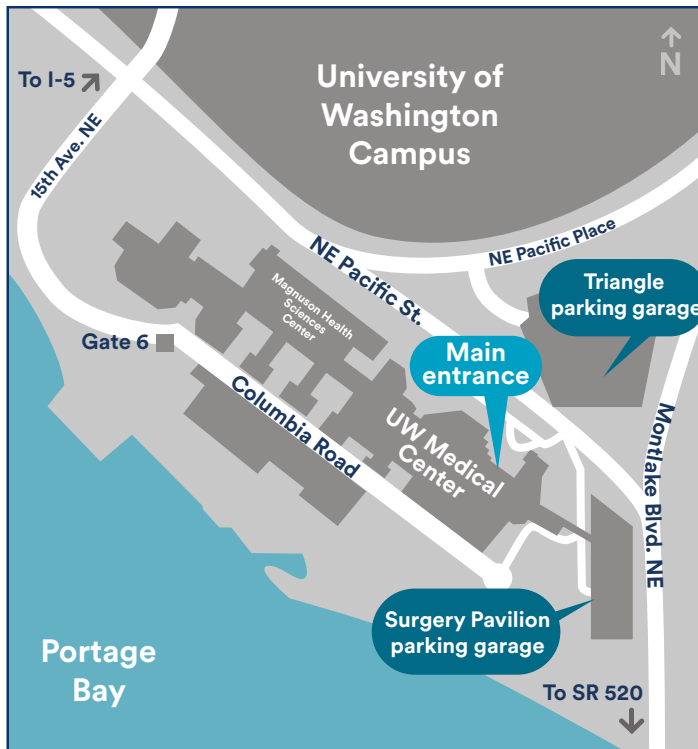 To I-5
N
University of
Washington
Campus
15th Ave. NE
NE Pacific St.
NE Pacific Place
Triangle
parking garage
Magnuson Health
Sciences
Center
Gate 6
Main
entrance
Columbia Road
UW Medical
Center
Montlake Blvd. NE
Surgery Pavilion
parking garage
Portage
Bay
To SR 520